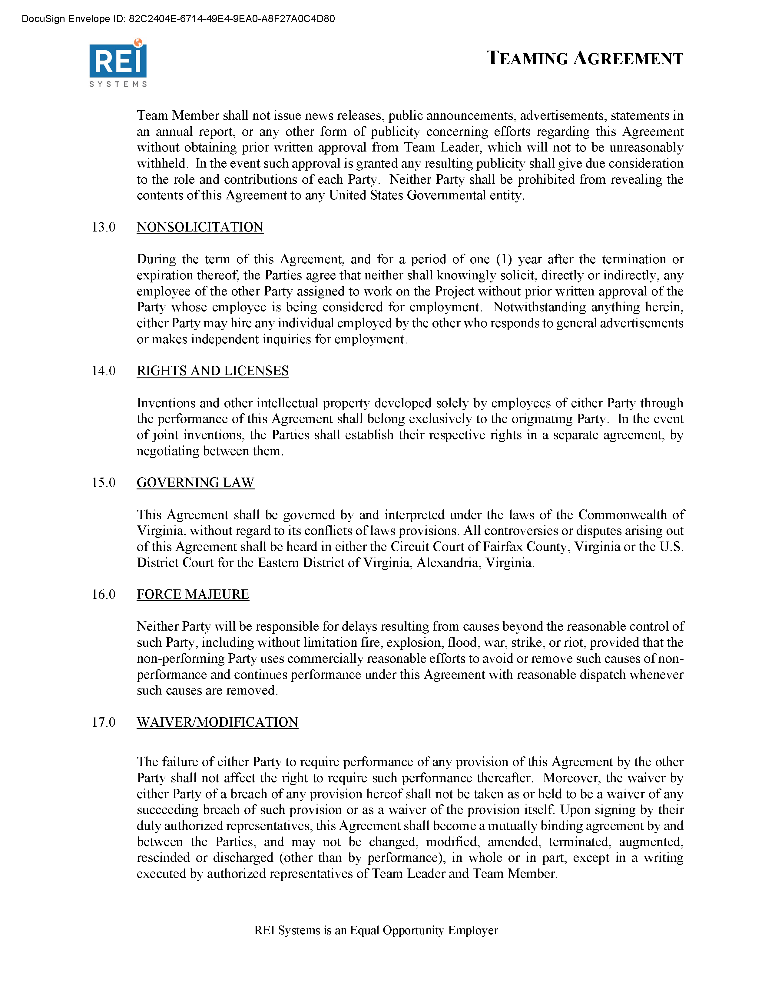 DocuSign Envelope ID: 82C2404E-6714-49E4-9EA0-A8F27A0C4D80
REI
SYSTEMS
TEAMING AGREEMENT
Team Member shall not issue news releases, public announcements, advertisements, statements in
an annual report, or any other form of publicity concerning efforts regarding this Agreement
without obtaining prior written approval from Team Leader, which will not to be unreasonably
withheld. In the event such approval is granted any resulting publicity shall give due consideration
to the role and contributions of each Party. Neither Party shall be prohibited from revealing the
contents of this Agreement to any United States Governmental entity.
13.0 NONSOLICITATION
During the term of this Agreement, and for a period of one (1) year after the termination or
expiration thereof, the Parties agree that neither shall knowingly solicit, directly or indirectly, any
employee of the other Party assigned to work on the Project without prior written approval of the
Party whose employee is being considered for employment. Notwithstanding anything herein,
either Party may hire any individual employed by the other who responds to general advertisements
or makes independent inquiries for employment.
14.0 RIGHTS AND LICENSES
Inventions and other intellectual property developed solely by employees of either Party through
the performance of this Agreement shall belong exclusively to the originating Party. In the event
of joint inventions, the Parties shall establish their respective rights in a separate agreement, by
negotiating between them.
15.0 GOVERNING LAW
This Agreement shall be governed by and interpreted under the laws of the Commonwealth of
Virginia, without regard to its conflicts of laws provisions. All controversies or disputes arising out
of this Agreement shall be heard in either the Circuit Court of Fairfax County, Virginia or the U.S.
District Court for the Eastern District of Virginia, Alexandria, Virginia.
16.0 FORCE MAJEURE
Neither Party will be responsible for delays resulting from causes beyond the reasonable control of
such Party, including without limitation fire, explosion, flood, war, strike, or riot, provided that the
non-performing Party uses commercially reasonable efforts to avoid or remove such causes of non-
performance and continues performance under this Agreement with reasonable dispatch whenever
such causes are removed.
17.0 WAIVER/MODIFICATION
The failure of either Party to require performance of any provision of this Agreement by the other
Party shall not affect the right to require such performance thereafter. Moreover, the waiver by
either Party of a breach of any provision hereof shall not be taken as or held to be a waiver of any
succeeding breach of such provision or as a waiver of the provision itself. Upon signing by their
duly authorized representatives, this Agreement shall become a mutually binding agreement by and
between the Parties, and may not be changed, modified, amended, terminated, augmented,
rescinded or discharged (other than by performance), in whole or in part, except in a writing
executed by authorized representatives of Team Leader and Team Member.
REI Systems is an Equal Opportunity Employer